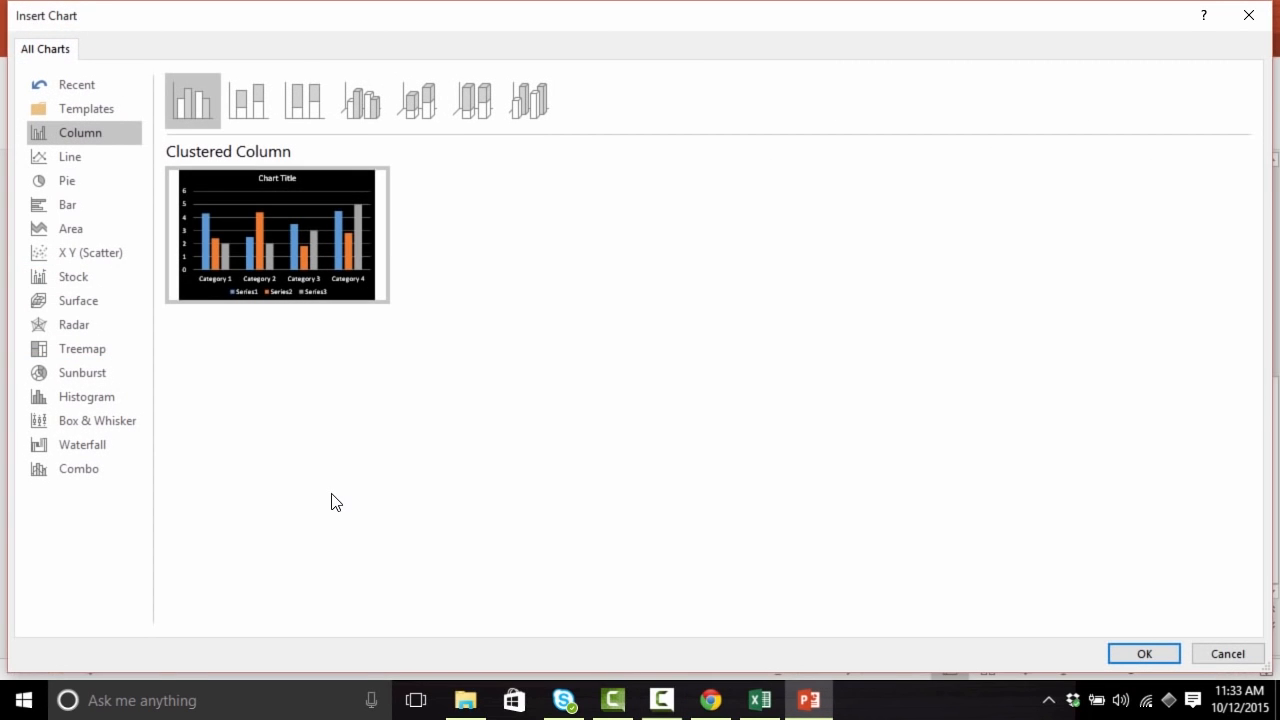 Insert Chart
?
All Charts
Recent
Templates
Column
Line
Pie
Bar
Area
X Y (Scatter)
Stock
Surface
Radar
Treemap
Sunburst
Histogram
Box & Whisker
Waterfall
Combo
Clustered Column
Chart Title
6
5
4
3
2
1
0
Category 1 Category 2 Category 3 Category 4
Series1 Series2 Series3
OK Cancel
Ask me anything
11:33 AM
10/12/2015